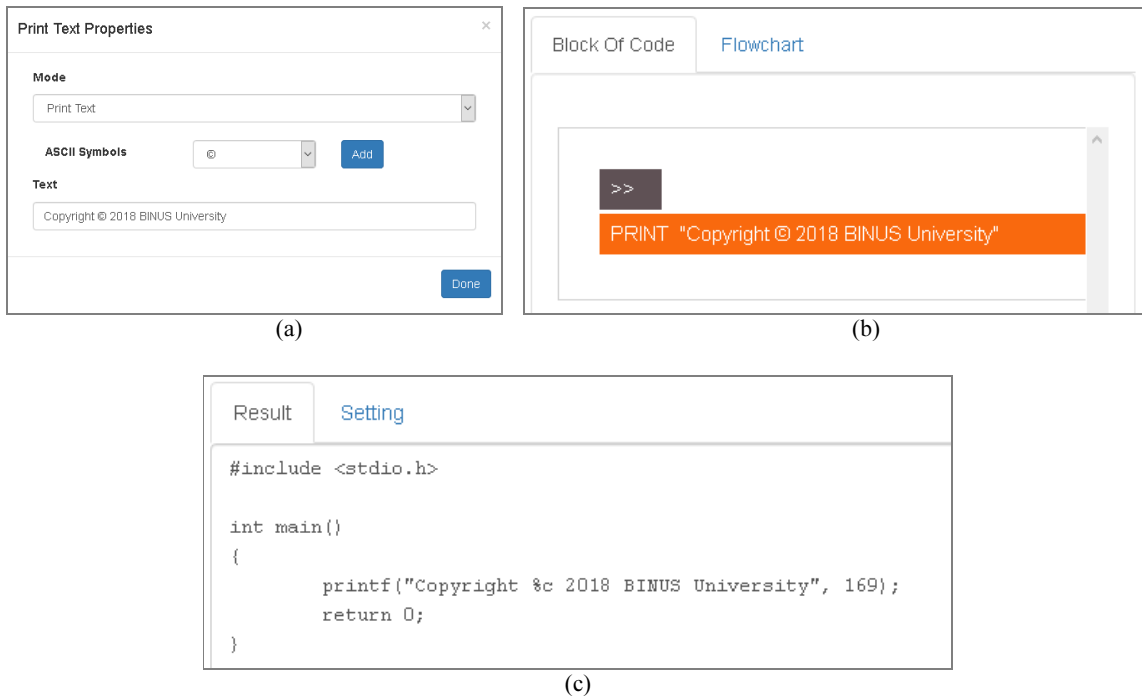 Print Text Properties ×
Mode
Print Text
ASCII Symbols © Add
Text
Copyright © 2018 BINUS University
Done
(a)
Block Of Code Flowchart
>>
PRINT "Copyright © 2018 BINUS University"
(b)
Result Setting
#include <stdio.h>
int main()
{
printf("Copyright %c 2018 BINUS University", 169);
return 0;
}
(c)